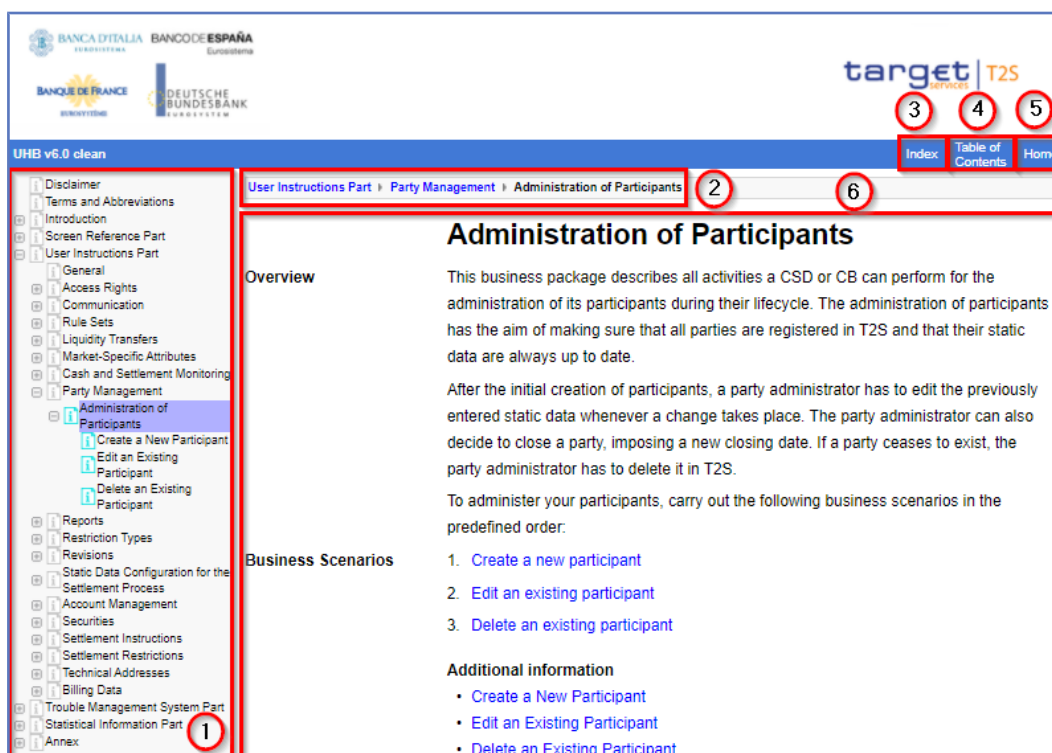 BANCA D'ITALIA
EUROSISTEMA
BANCODEESPAÑA
Eurosistema
BANQUE DE FRANCE
EUROSYSTÈME
DEUTSCHE
BUNDESBANK
EUROSYSTEM
target | T2S
services
3
4
5
UHB v6.0 clean
Index
Table of
Contents
Home
Disclaimer
Terms and Abbreviations
Introduction
Screen Reference Part
User Instructions Part
General
Access Rights
Communication
Rule Sets
Liquidity Transfers
Market-Specific Attributes
Cash and Settlement Monitoring
Party Management
Administration of
Participants
Create a New Participant
Edit an Existing
Participant
Delete an Existing
Participant
Reports
Restriction Types
Revisions
Static Data Configuration for the
Settlement Process
Account Management
Securities
Settlement Instructions
Settlement Restrictions
Technical Addresses
Billing Data
Trouble Management System Part
Statistical Information Part
Annex
1
User Instructions Part Party Management Administration of Participants
2
6
Administration of Participants
Overview
This business package describes all activities a CSD or CB can perform for the
administration of its participants during their lifecycle. The administration of participants
has the aim of making sure that all parties are registered in T2S and that their static
data are always up to date.
After the initial creation of participants, a party administrator has to edit the previously
entered static data whenever a change takes place. The party administrator can also
decide to close a party, imposing a new closing date. If a party ceases to exist, the
party administrator has to delete it in T2S.
To administer your participants, carry out the following business scenarios in the
predefined order:
Business Scenarios
1. Create a new participant
2. Edit an existing participant
3. Delete an existing participant
Additional information
• Create a New Participant
• Edit an Existing Participant
• Delete an Existing Participant